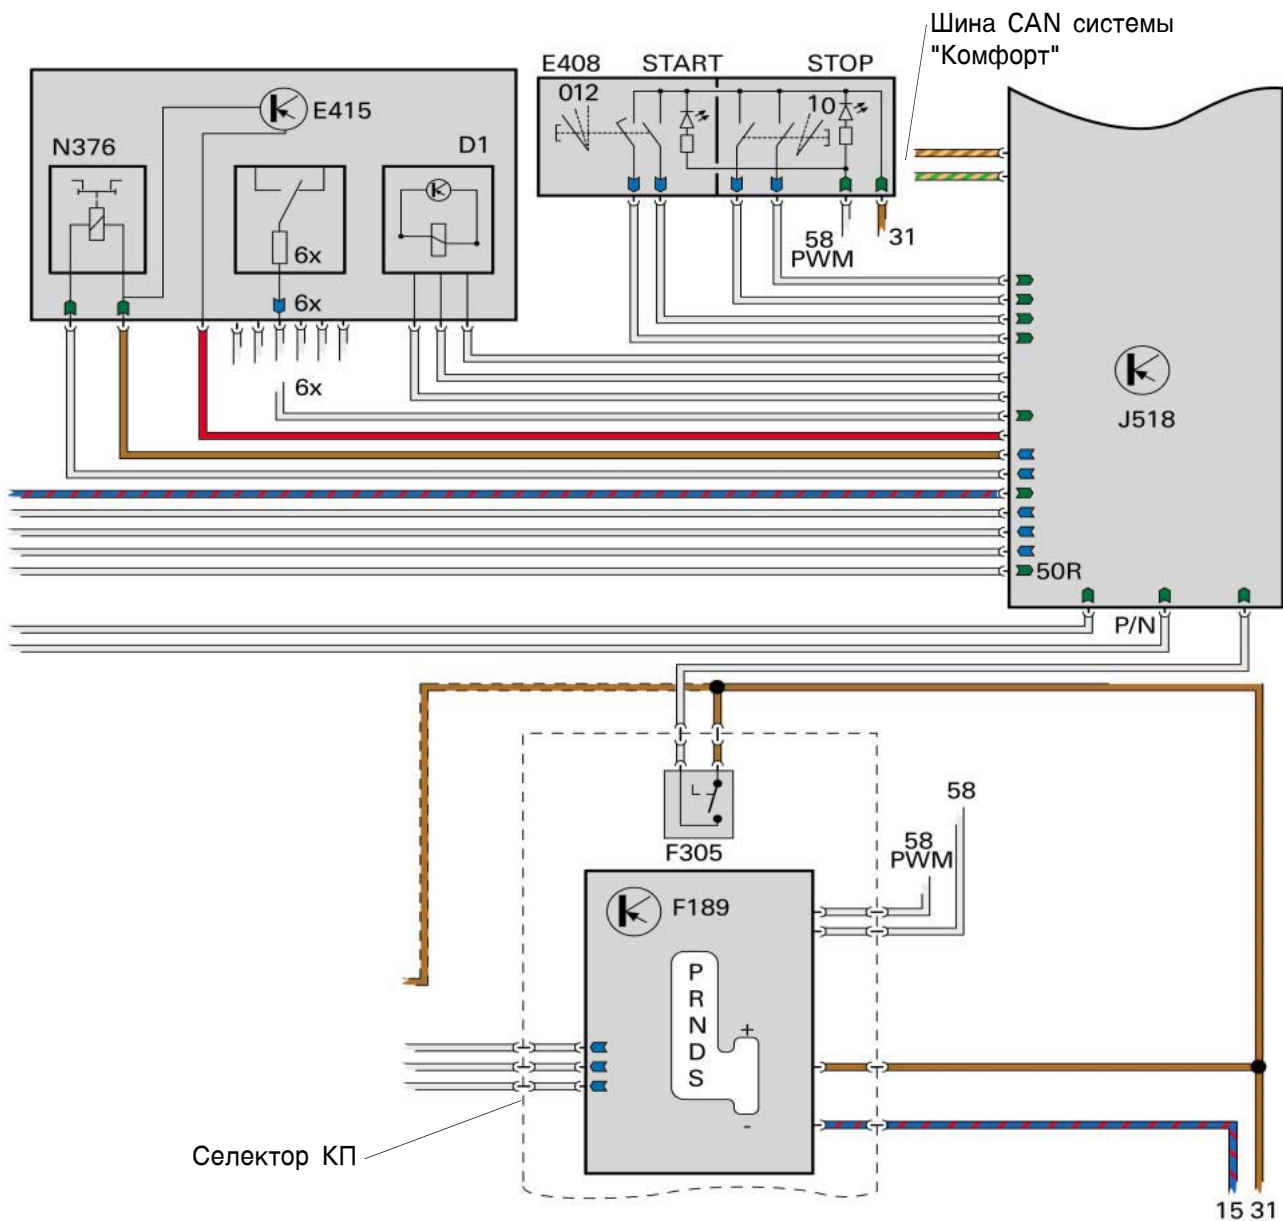 Шина CAN системы
"Комфорт"
E408 START STOP
012
10
E415
N376
D1
6x
6x
6x
58
PWM
31
J518
50R
P/N
F305
58
58
PWM
F189
P
R
N
D
S
+
-
Селектор КП
15 31